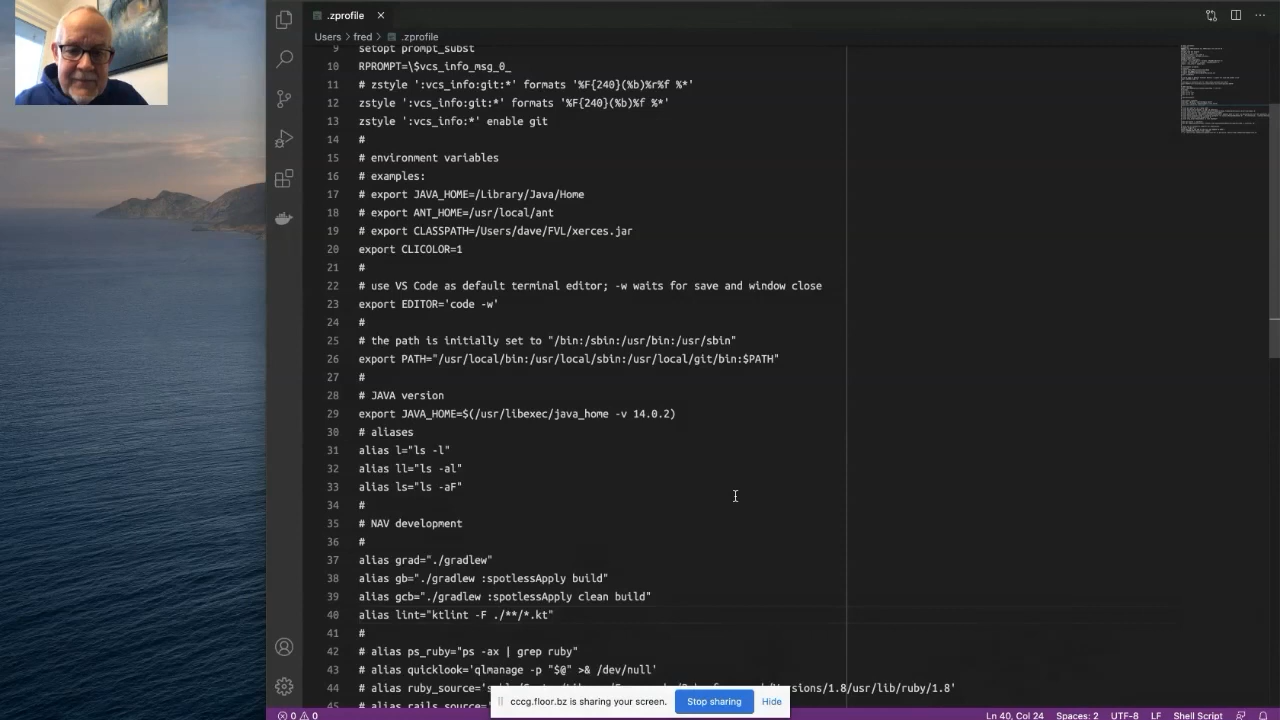 .zprofile
Users > fred > .zprofile
9 setopt prompt_subst
10 RPROMPT=\$vcs_info_msg_0_
11 # zstyle ':vcs_info:git:*' formats '%F{240}(%b)%r%f %*'
12 zstyle ':vcs_info:git:*' formats '%F{240}(%b)%f %*'
13 zstyle ':vcs_info:*' enable git
14 #
15 # environment variables
16 # examples:
17 # export JAVA_HOME=/Library/Java/Home
18 # export ANT_HOME=/usr/local/ant
19 # export CLASSPATH=/Users/dave/FVL/xerces.jar
20 export CLICOLOR=1
21 #
22 # use VS Code as default terminal editor; -w waits for save and window close
23 export EDITOR='code -w'
24 #
25 # the path is initially set to "/bin:/sbin:/usr/bin:/usr/sbin"
26 export PATH="/usr/local/bin:/usr/local/sbin:/usr/local/git/bin:$PATH"
27 #
28 # JAVA version
29 export JAVA_HOME=$(/usr/libexec/java_home -v 14.0.2)
30 # aliases
31 alias l="ls -l"
32 alias ll="ls -al"
33 alias ls="ls -aF"
34 #
35 # NAV development
36 #
37 alias grad="./gradlew"
38 alias gb="./gradlew :spotlessApply build"
39 alias gcb="./gradlew :spotlessApply clean build"
40 alias lint="ktlint -F ./**/*.kt"
41 #
42 # alias ps_ruby="ps -ax | grep ruby"
43 # alias quicklook='qlmanage -p "$@" >& /dev/null'
44 # alias ruby_source= /usr/lib/ruby/1.8'
45 # alias rails_source=
cccg.floor.bz is sharing your screen. Stop sharing Hide
0 0 Ln 40, Col 24 Spaces: 2 UTF-8 LF Shell Script